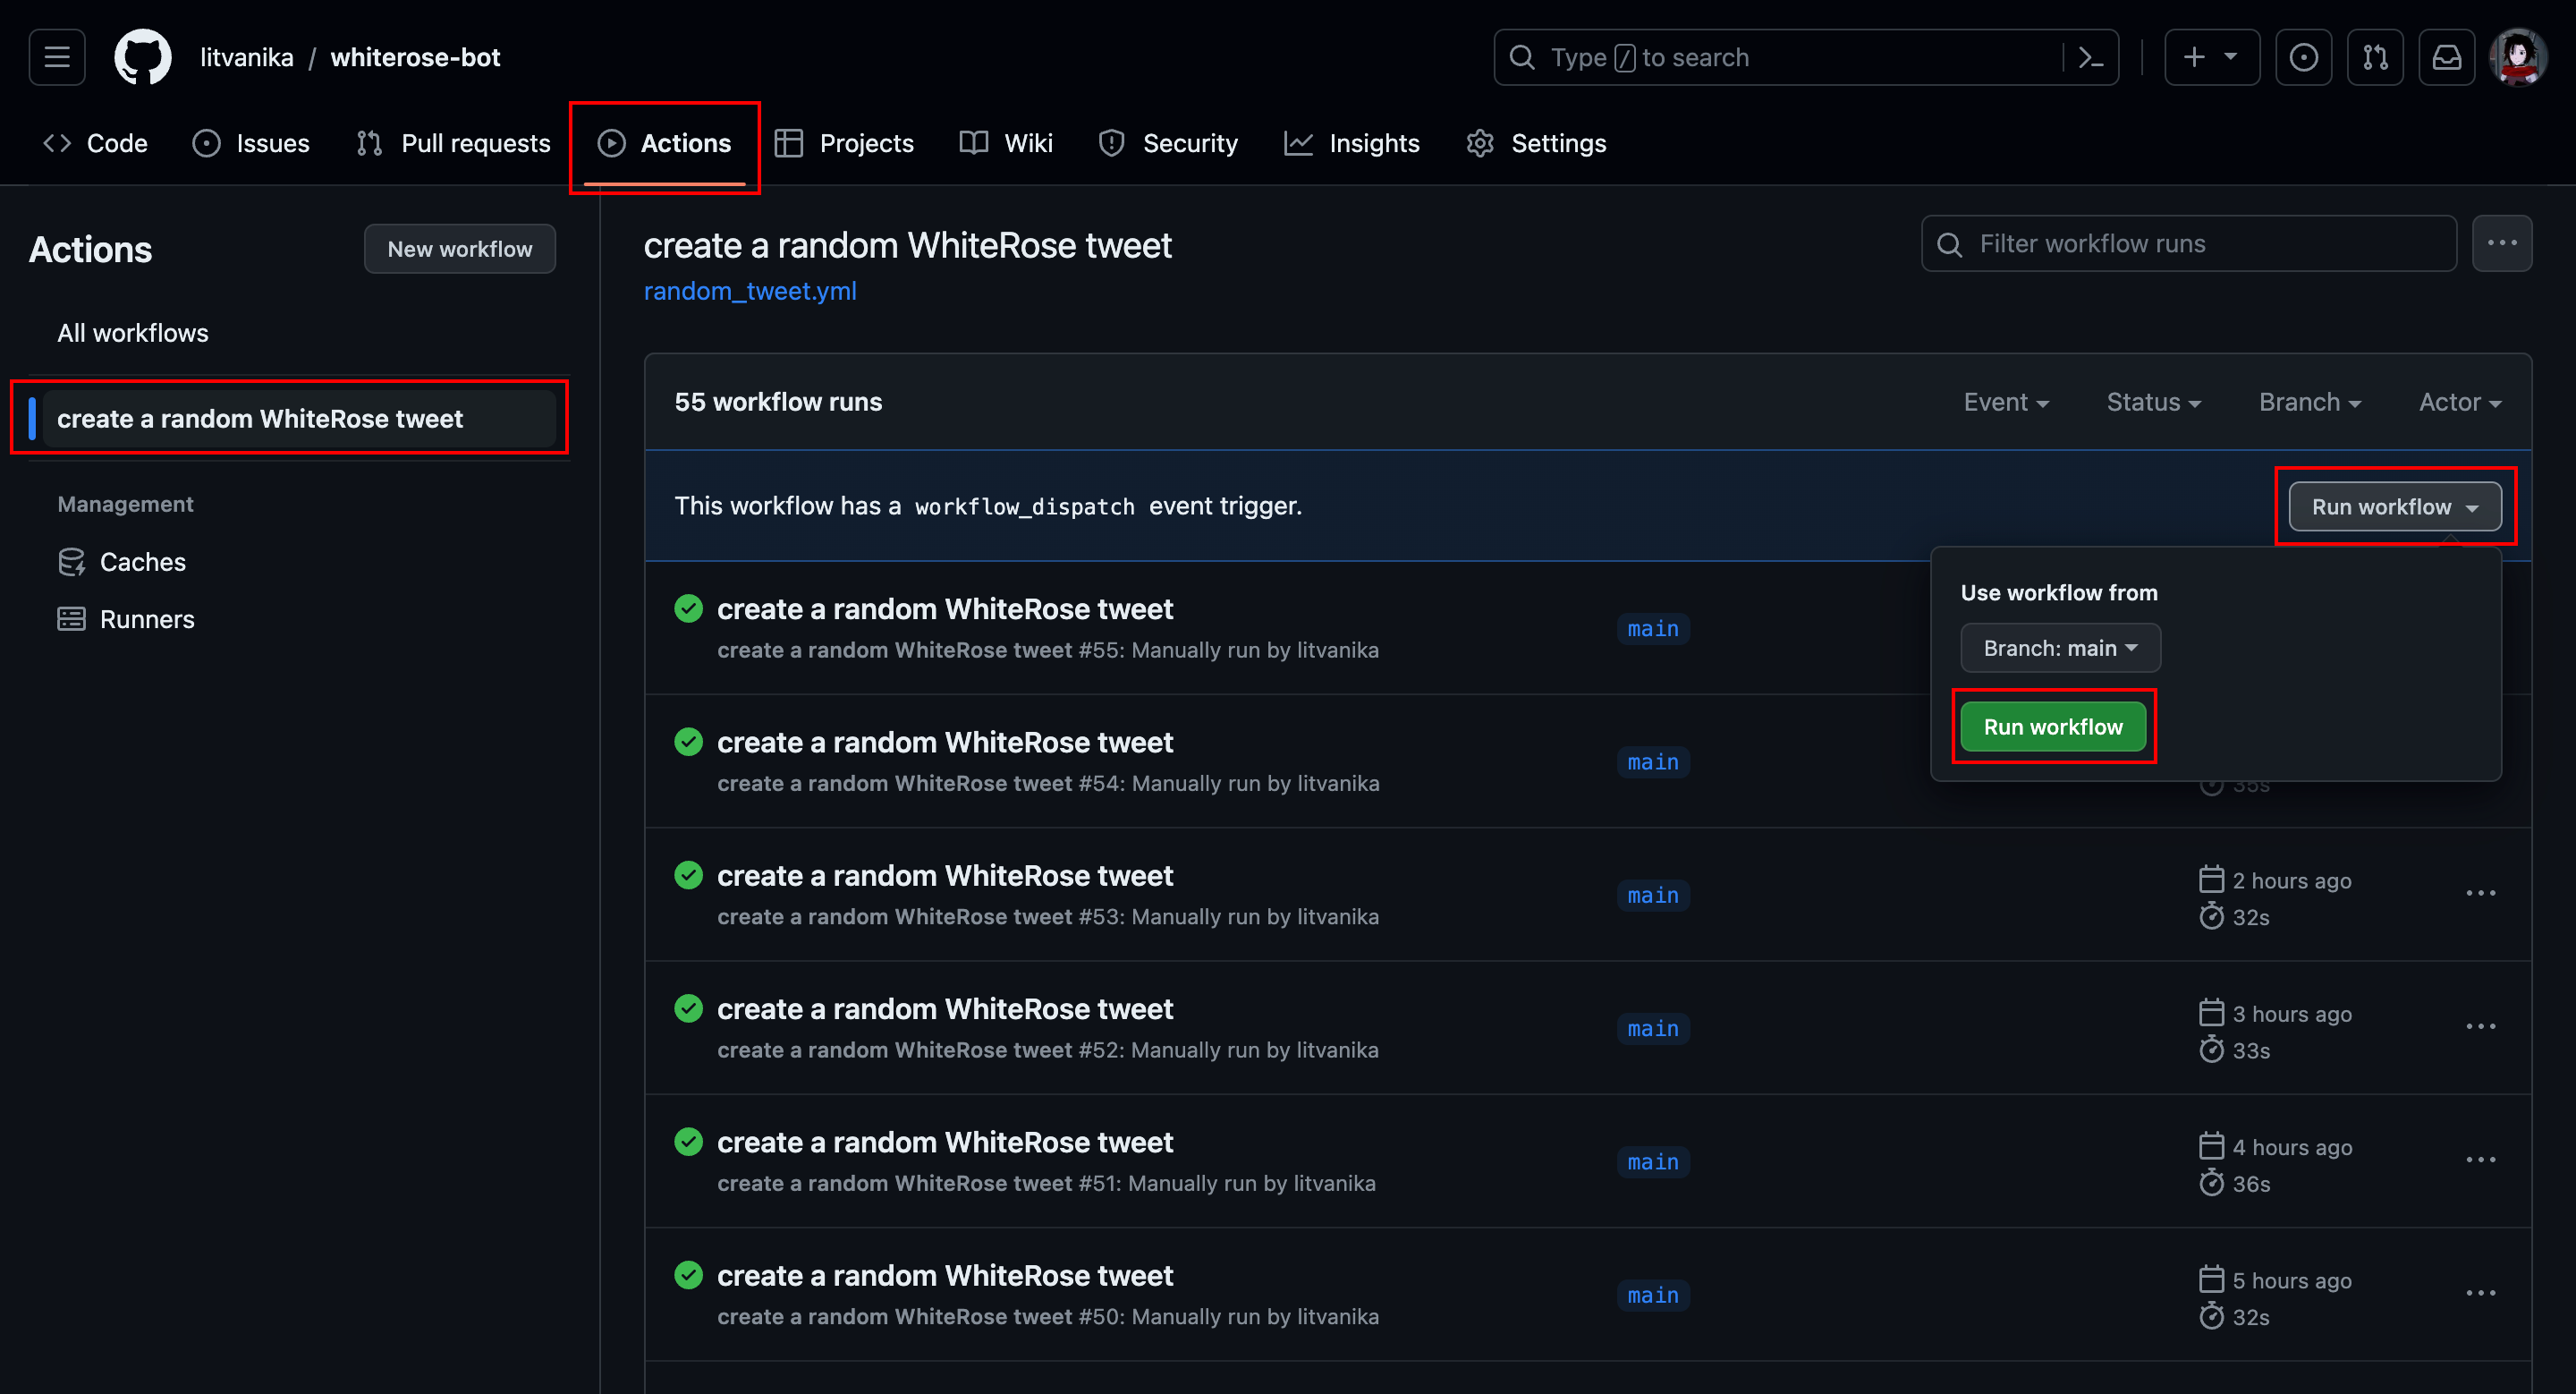 litvanika / whiterose-bot
Type / to search
Code
Issues
Pull requests
Actions
Projects
Wiki
Security
Insights
Settings
Actions
New workflow
All workflows
create a random WhiteRose tweet
Management
Caches
Runners
create a random WhiteRose tweet
random_tweet.yml
Filter workflow runs
55 workflow runs
Event
Status
Branch
Actor
This workflow has a workflow_dispatch event trigger.
Run workflow
Use workflow from
Branch: main
Run workflow
create a random WhiteRose tweet
create a random WhiteRose tweet #55: Manually run by litvanika
main
create a random WhiteRose tweet
create a random WhiteRose tweet #54: Manually run by litvanika
main
35s
create a random WhiteRose tweet
create a random WhiteRose tweet #53: Manually run by litvanika
main
2 hours ago
32s
create a random WhiteRose tweet
create a random WhiteRose tweet #52: Manually run by litvanika
main
3 hours ago
33s
create a random WhiteRose tweet
create a random WhiteRose tweet #51: Manually run by litvanika
main
4 hours ago
36s
create a random WhiteRose tweet
create a random WhiteRose tweet #50: Manually run by litvanika
main
5 hours ago
32s